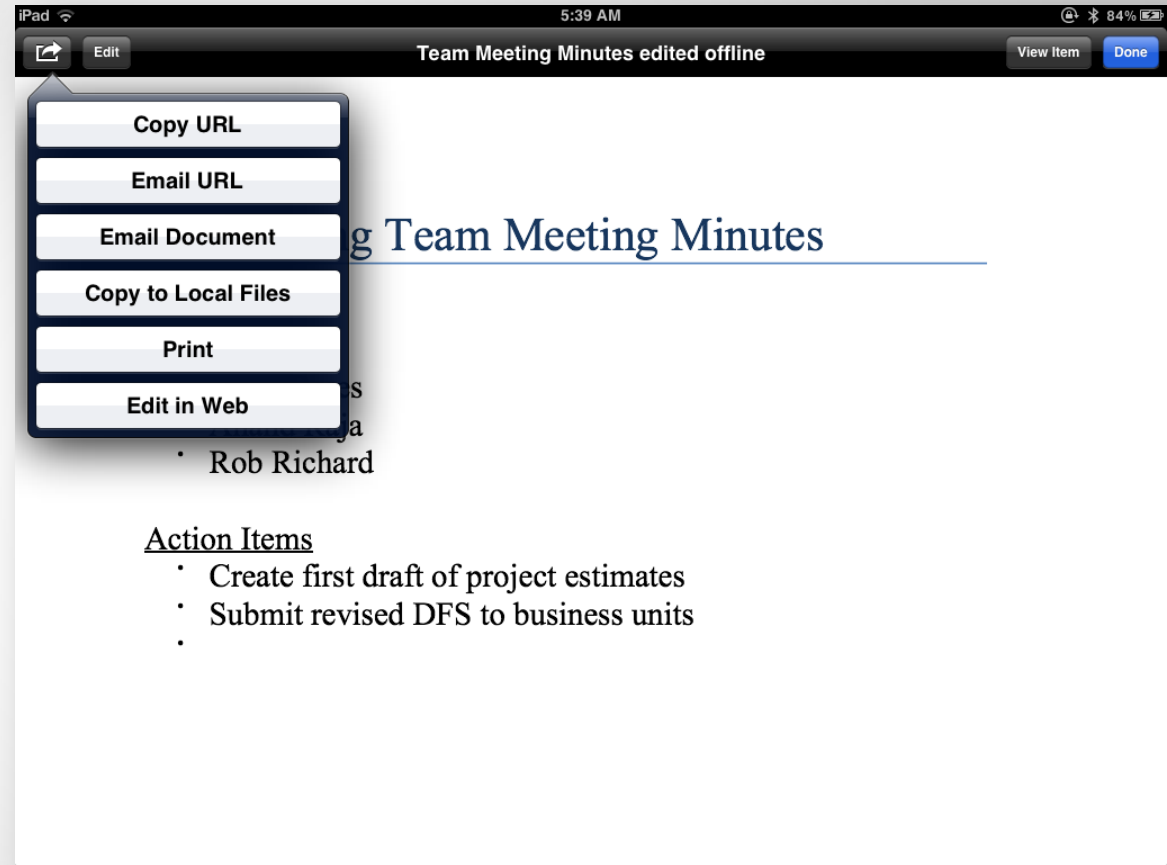 iPad 5:39 AM 84%
Edit Team Meeting Minutes edited offline View Item Done
Copy URL
Email URL
Email Document
Copy to Local Files
Print
Edit in Web
Team Meeting Minutes
Rob Richard
Action Items
Create first draft of project estimates
Submit revised DFS to business units